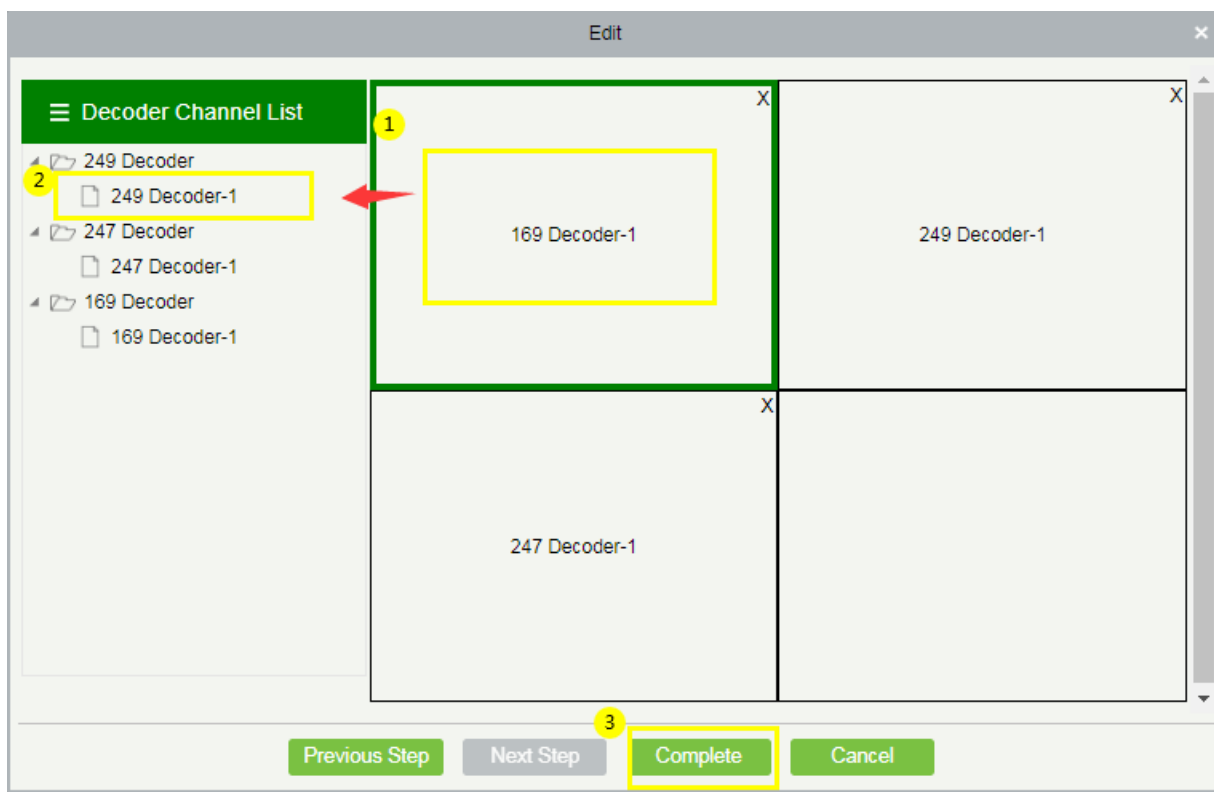 Edit
×
Decoder Channel List
249 Decoder
249 Decoder-1
247 Decoder
247 Decoder-1
169 Decoder
169 Decoder-1
1
2
X
169 Decoder-1
X
249 Decoder-1
X
247 Decoder-1
3
Previous Step
Next Step
Complete
Cancel